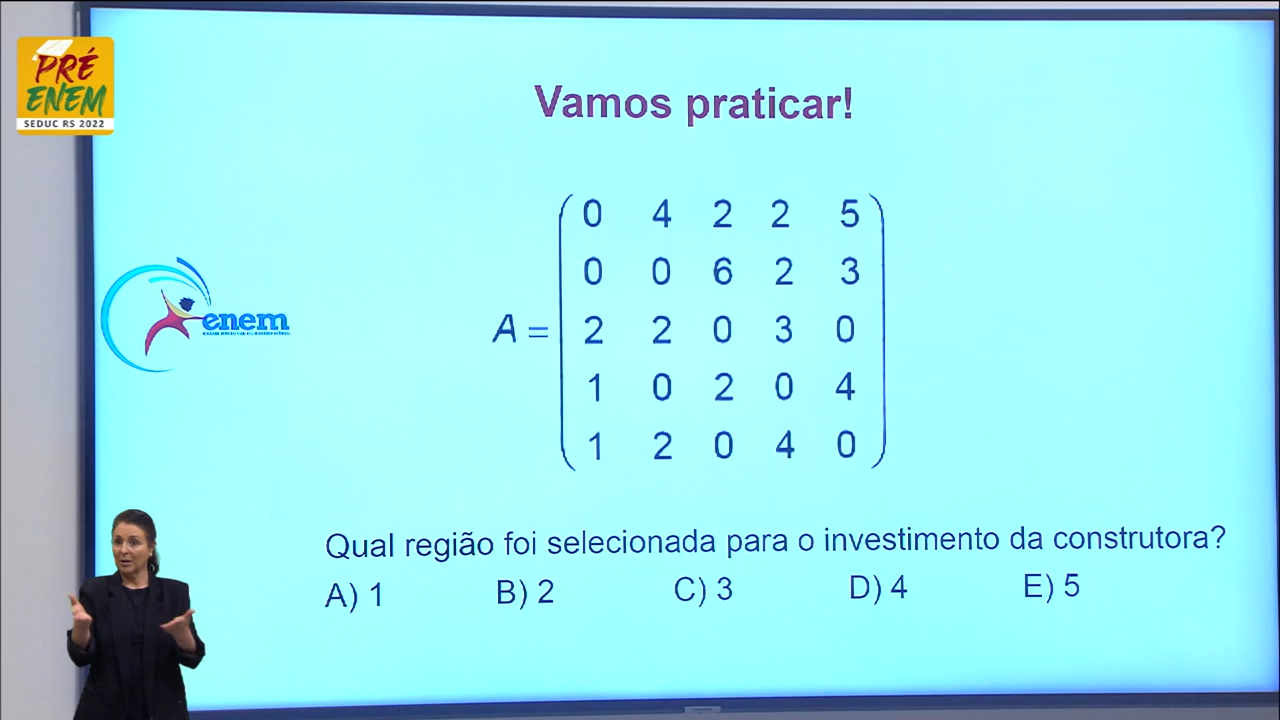 PRÉ
ENEM
SEDUC RS 2022
Vamos praticar!
0 4 2 2 5
0 0 6 2 3
A = 2 2 0 3 0
1 0 2 0 4
1 2 0 4 0
enem
Qual região foi selecionada para o investimento da construtora?
A) 1 B) 2 C) 3 D) 4 E) 5